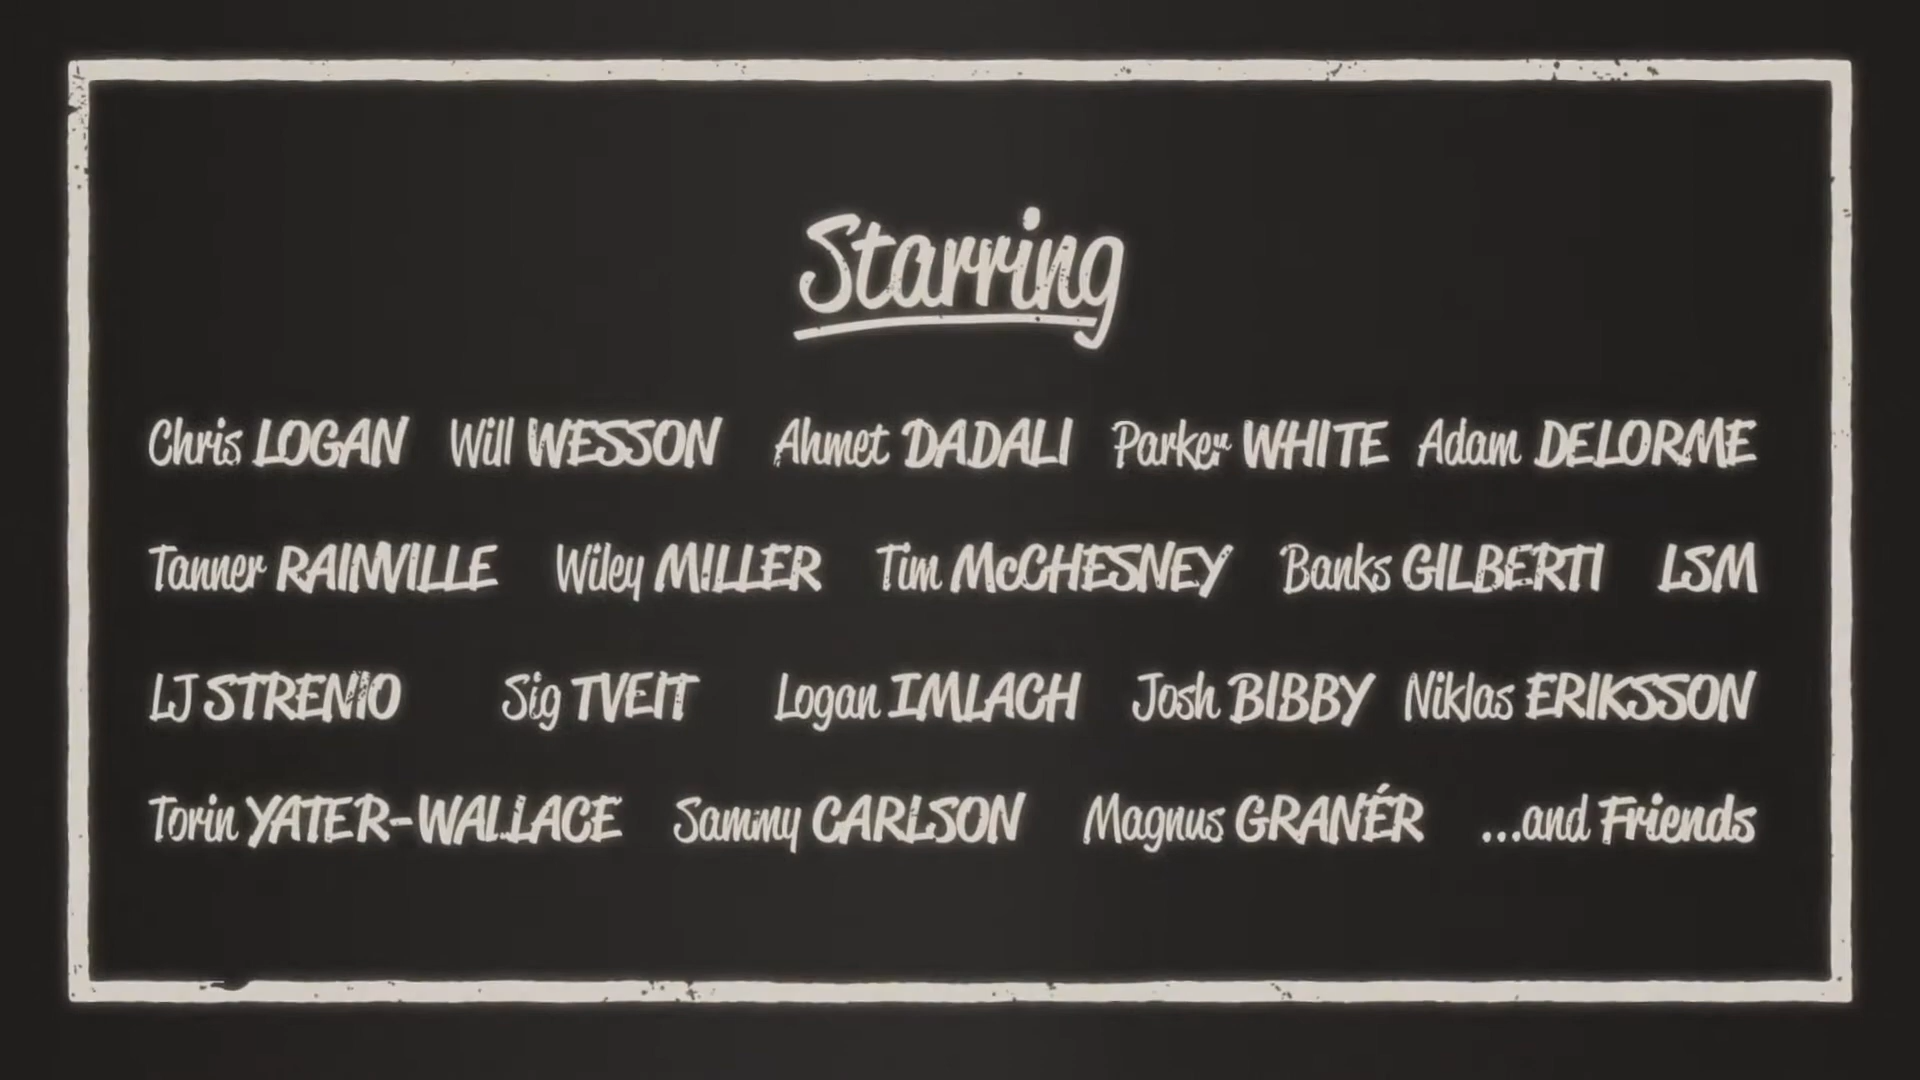 Starring
Chris LOGAN Will WESSON Ahmet DADALI Parker WHITE Adam DELORME
Tanner RAINVILLE Wiley MILLER Tim McCHESNEY Banks GILBERTI LSM
LJ STRENIO Sig TVEIT Logan IMLACH Josh BIBBY Niklas ERIKSSON
Torin YATER-WALLACE Sammy CARLSON Magnus GRANÉR ...and Friends